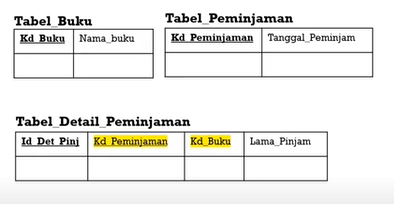 Tabel_Buku
Kd_Buku Nama_buku
Tabel_Peminjaman
Kd_Peminjaman Tanggal_Peminjam
Tabel_Detail_Peminjaman
Id_Det_Pinj Kd_Peminjaman Kd_Buku Lama_Pinjam